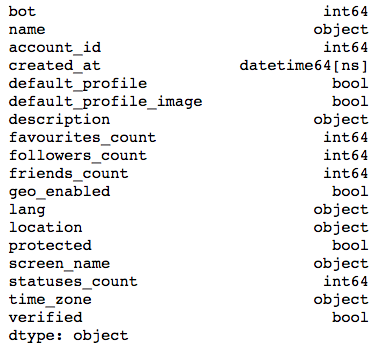 bot int64
name object
account_id int64
created_at datetime64[ns]
default_profile bool
default_profile_image bool
description object
favourites_count int64
followers_count int64
friends_count int64
geo_enabled bool
lang object
location object
protected bool
screen_name object
statuses_count int64
time_zone object
verified bool
dtype: object